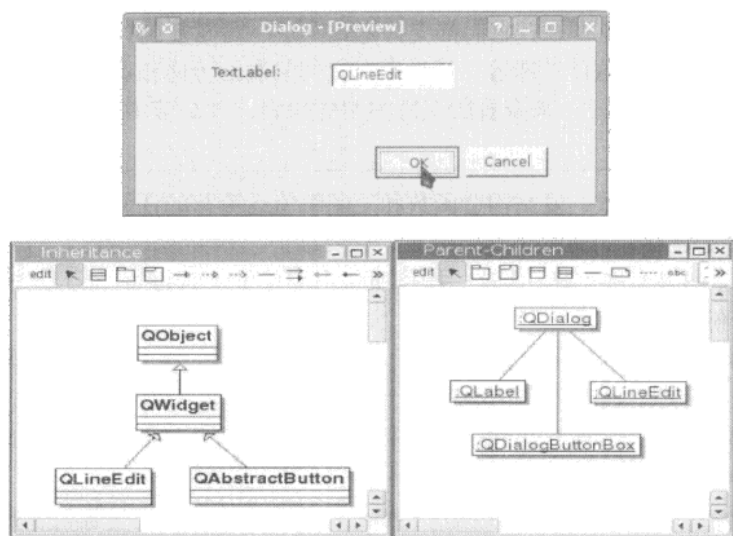 Dialog - [Preview]
TextLabel:
QLineEdit
OK
Cancel
Inheritance
edit
QObject
QWidget
QLineEdit
QAbstractButton
Parent-Children
edit
abc
:QDialog
:QLabel
:QLineEdit
:QDialogButtonBox